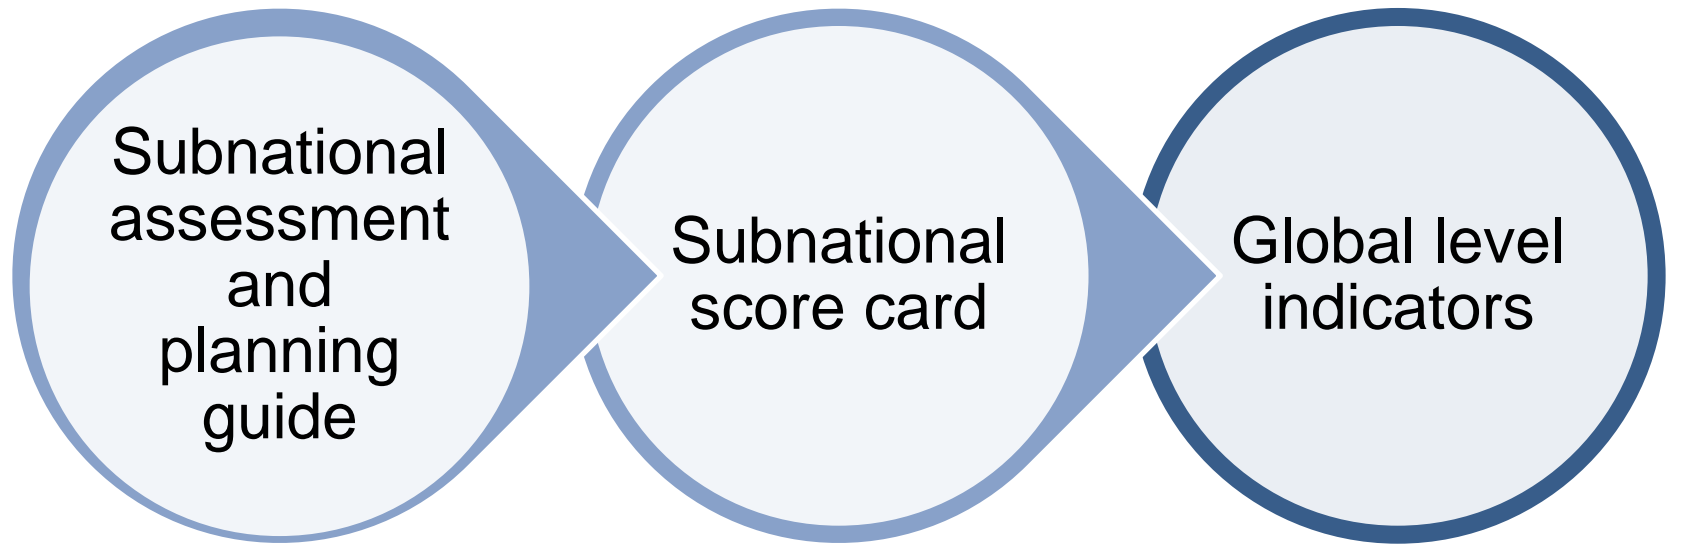 Subnational
assessment
and
planning
guide
Subnational
score card
Global level
indicators